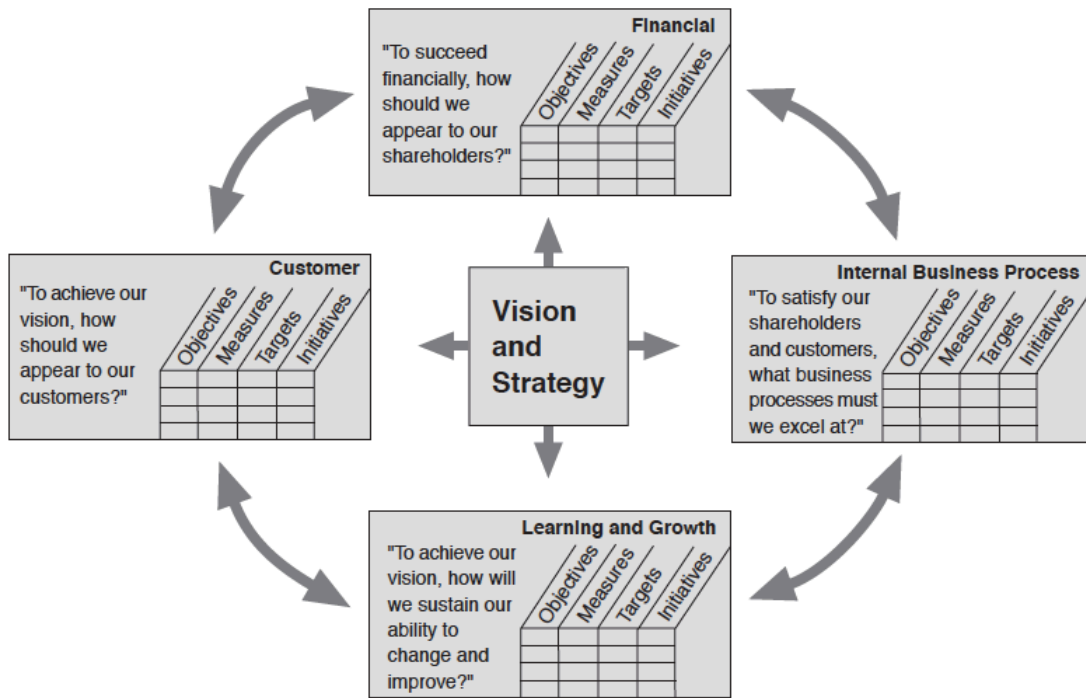 Financial
"To succeed
financially, how
should we
appear to our
shareholders?"
Objectives
Measures
Targets
Initiatives
Customer
"To achieve our
vision, how
should we
appear to our
customers?"
Objectives
Measures
Targets
Initiatives
Vision
and
Strategy
Internal Business Process
"To satisfy our
shareholders
and customers,
what business
processes must
we excel at?"
Objectives
Measures
Targets
Initiatives
Learning and Growth
"To achieve our
vision, how will
we sustain our
ability to
change and
improve?"
Objectives
Measures
Targets
Initiatives